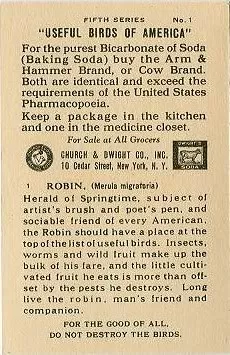 FIFTH SERIES No. 1
"USEFUL BIRDS OF AMERICA"
For the purest Bicarbonate of Soda
(Baking Soda) buy the Arm &
Hammer Brand, or Cow Brand.
Both are identical and exceed the
requirements of the United States
Pharmacopoeia.
Keep a package in the kitchen
and one in the medicine closet.
For Sale at All Grocers
CHURCH & DWIGHT CO., INC.
10 Cedar Street, New York, N. Y.
DWIGHT'S
SODA
1 ROBIN, (Merula migratoria)
Herald of Springtime, subject of
artist's brush and poet's pen, and
sociable friend of every American,
the Robin should have a place at
the top of the list of useful birds. Insects,
worms and wild fruit make up the
bulk of his fare, and the little culti-
vated fruit he eats is more than off-
set by the pests he destroys. Long
live the robin, man's friend and
companion.
FOR THE GOOD OF ALL,
DO NOT DESTROY THE BIRDS.